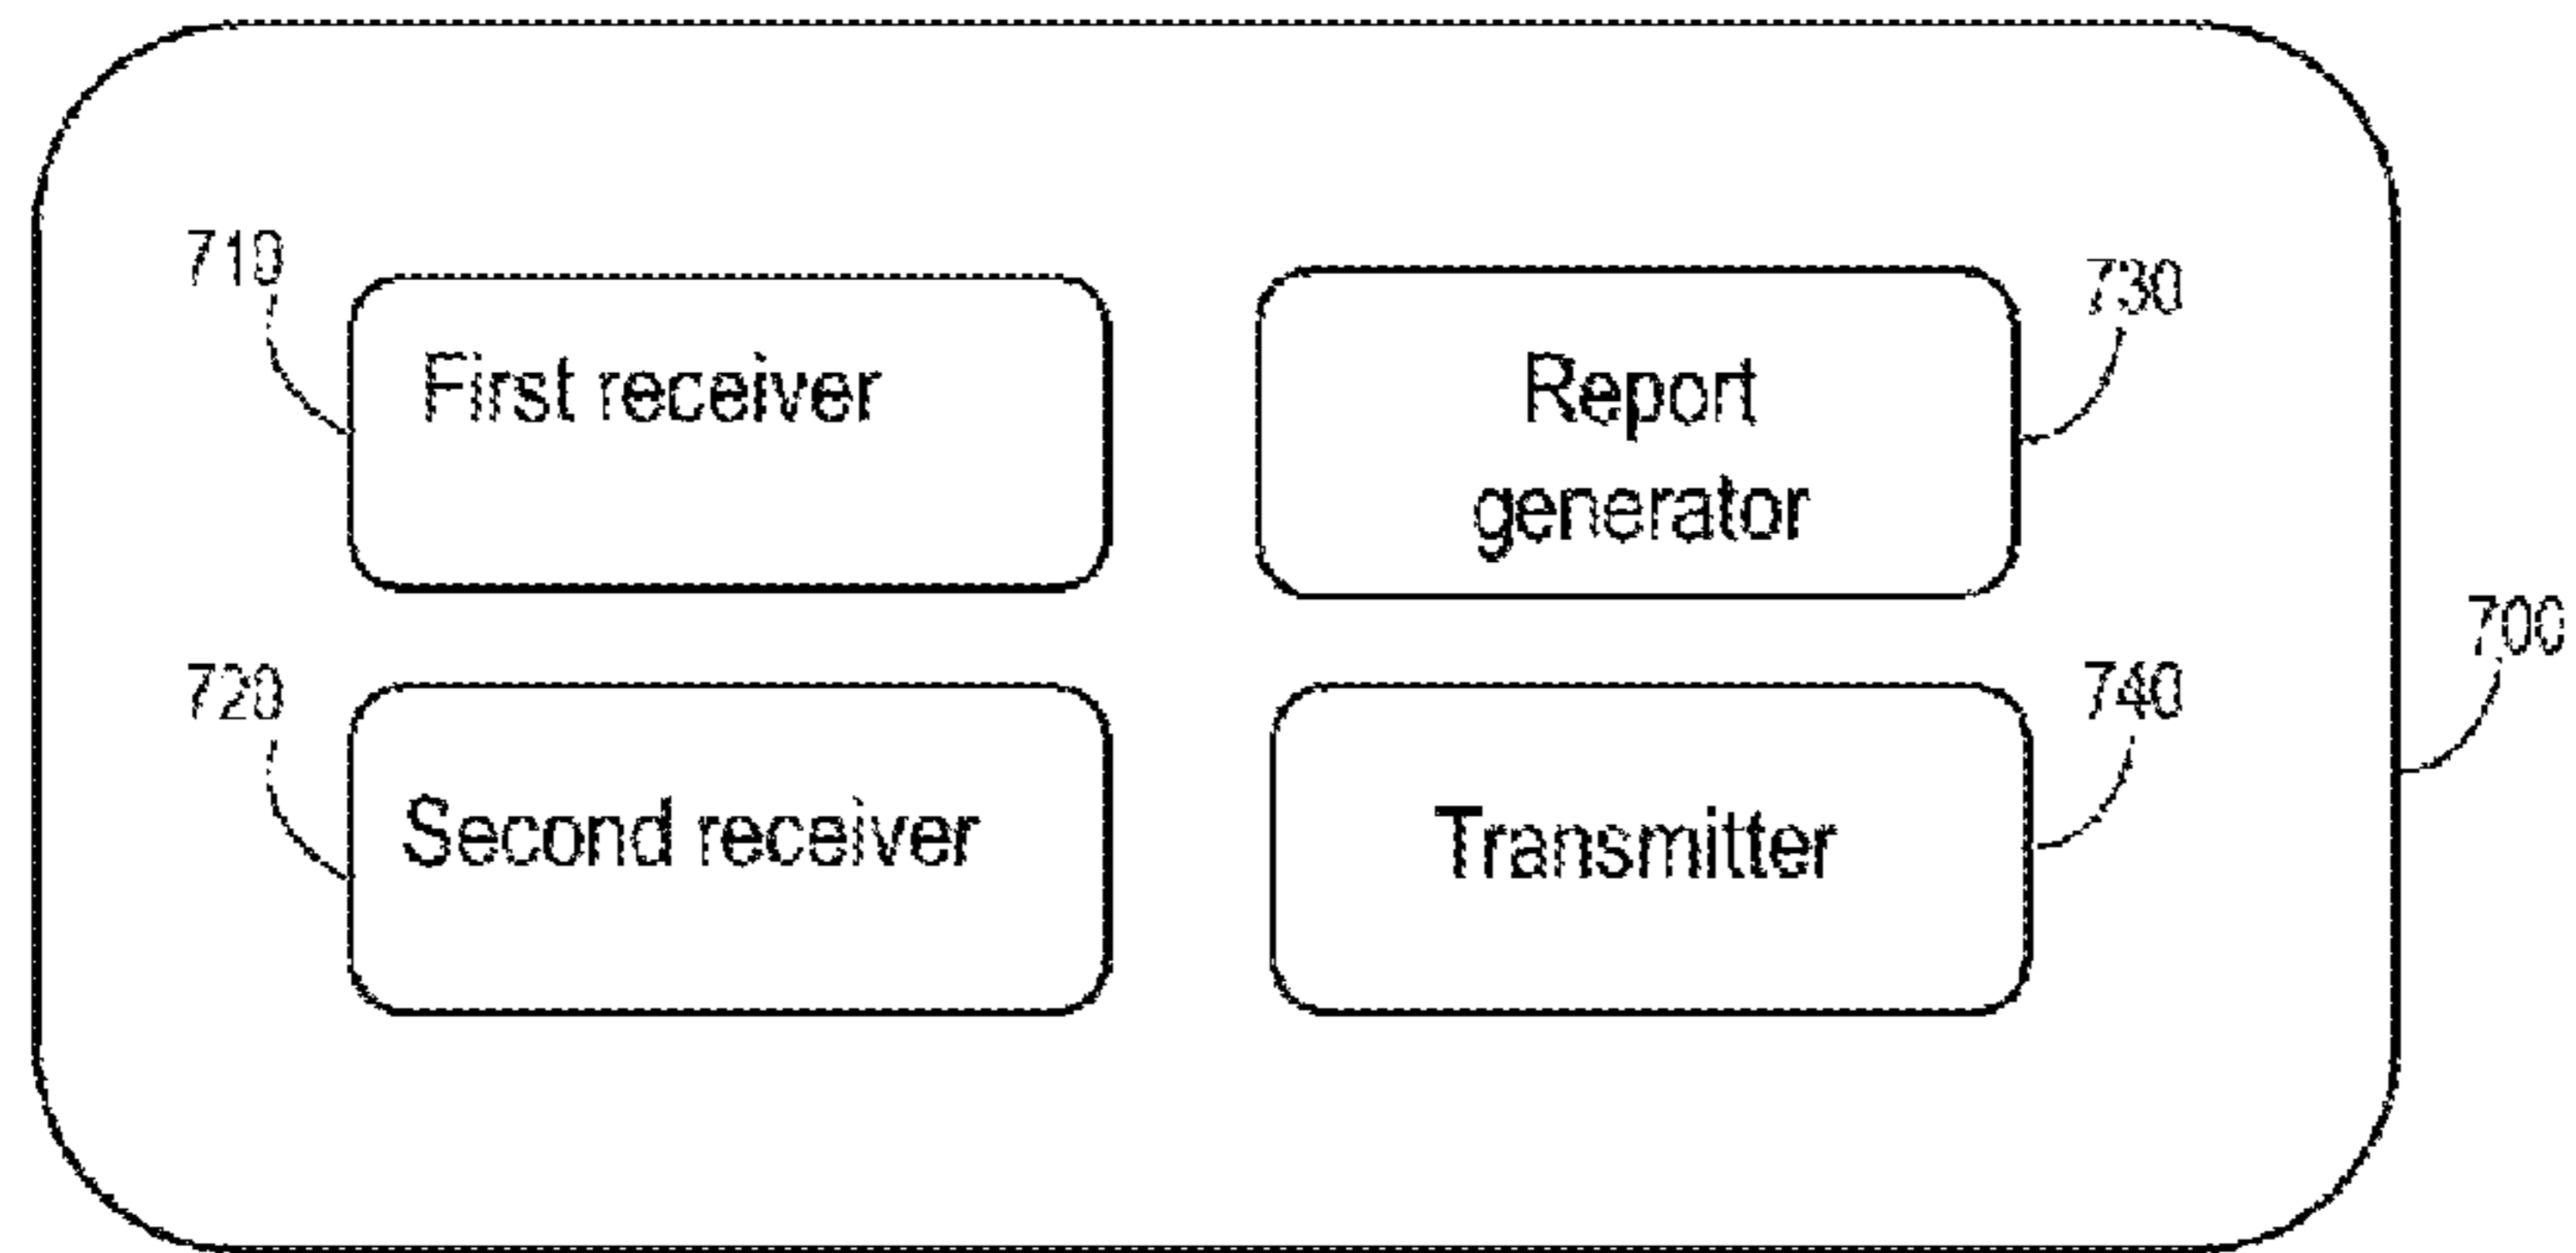 710
First receiver
Report
generator
730
700
720
Second receiver
Transmitter
740